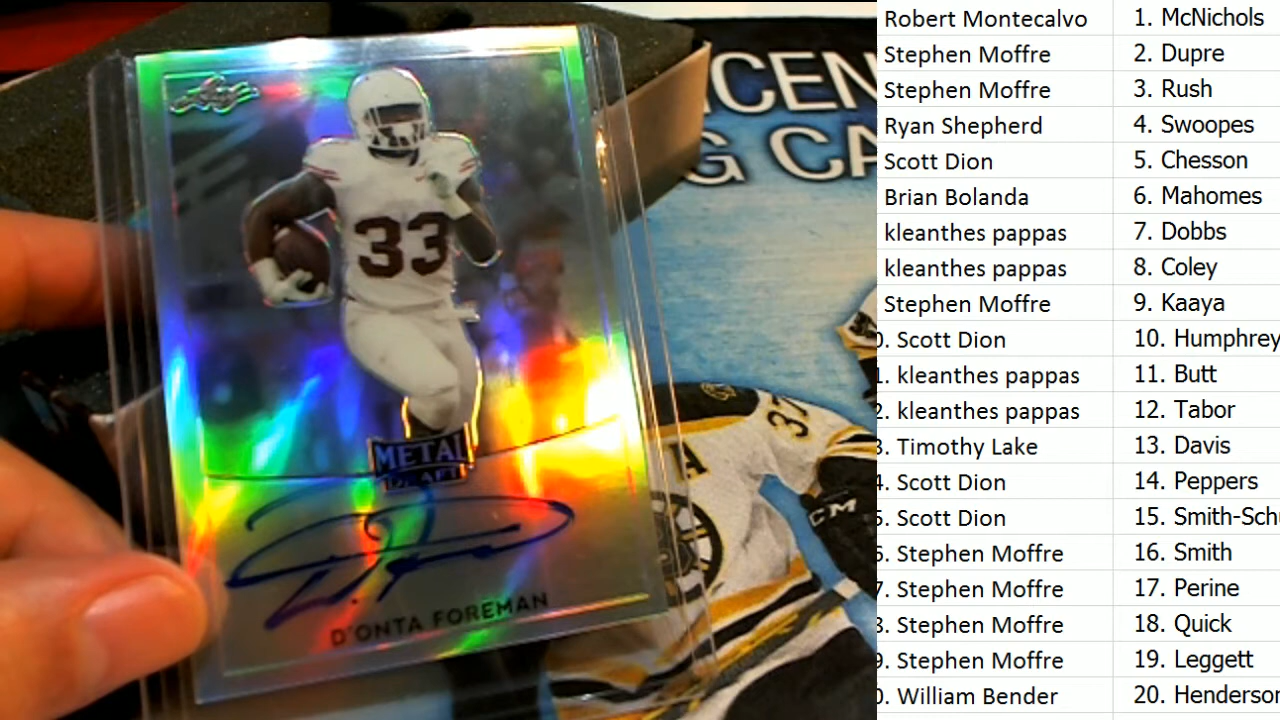 Leaf
33
METAL
DRAFT
D'ONTA FOREMAN
CEN
G CA
37
A
CCM
Robert Montecalvo 1. McNichols
Stephen Moffre 2. Dupre
Stephen Moffre 3. Rush
Ryan Shepherd 4. Swoopes
Scott Dion 5. Chesson
Brian Bolanda 6. Mahomes
kleanthes pappas 7. Dobbs
kleanthes pappas 8. Coley
Stephen Moffre 9. Kaaya
0. Scott Dion 10. Humphrey
1. kleanthes pappas 11. Butt
2. kleanthes pappas 12. Tabor
3. Timothy Lake 13. Davis
4. Scott Dion 14. Peppers
5. Scott Dion 15. Smith-Sch
6. Stephen Moffre 16. Smith
7. Stephen Moffre 17. Perine
8. Stephen Moffre 18. Quick
9. Stephen Moffre 19. Leggett
0. William Bender 20. Henderson